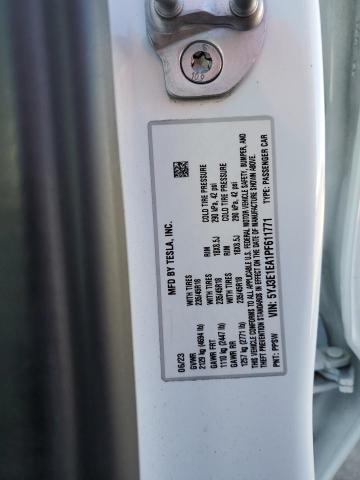 MFD BY TESLA, INC.
06/23
GVWR
2129 kg (4694 lb)
GAWR FRT WITH TIRES RIM COLD TIRE PRESSURE
1110 kg (2447 lb) 235/45R18 18X8.5J 290 kPa, 42 psi
GAWR RR WITH TIRES RIM COLD TIRE PRESSURE
1257 kg (2771 lb) 235/45R18 18X8.5J 290 kPa, 42 psi
THIS VEHICLE CONFORMS TO ALL APPLICABLE U.S. FEDERAL MOTOR VEHICLE SAFETY, BUMPER, AND
THEFT PREVENTION STANDARDS IN EFFECT ON THE DATE OF MANUFACTURE SHOWN ABOVE.
VIN: 5YJ3E1EA1PF611771 TYPE: PASSENGER CAR
PNT: PPSW